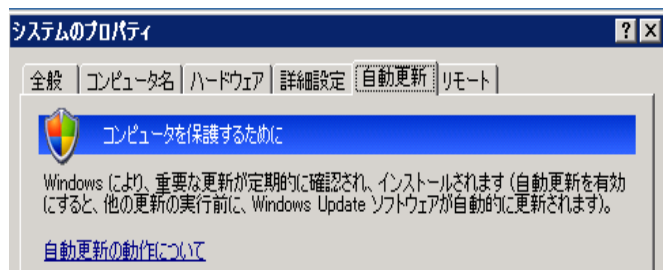 システムのプロパティ
全般 コンピュータ名 ハードウェア 詳細設定 自動更新 リモート
コンピュータを保護するために
Windows により、重要な更新が定期的に確認され、インストールされます (自動更新を有効
にすると、他の更新の実行前に、Windows Update ソフトウェアが自動的に更新されます)。
自動更新の動作について